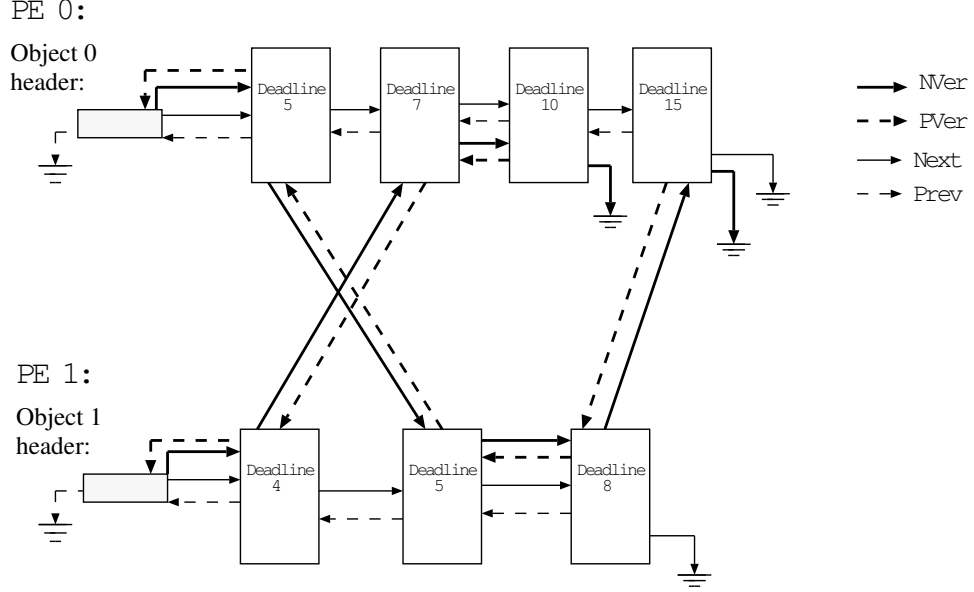 PE 0:
Object 0
header:
Deadline
5
Deadline
7
Deadline
10
Deadline
15
NVer
PVer
Next
Prev
PE 1:
Object 1
header:
Deadline
4
Deadline
5
Deadline
8